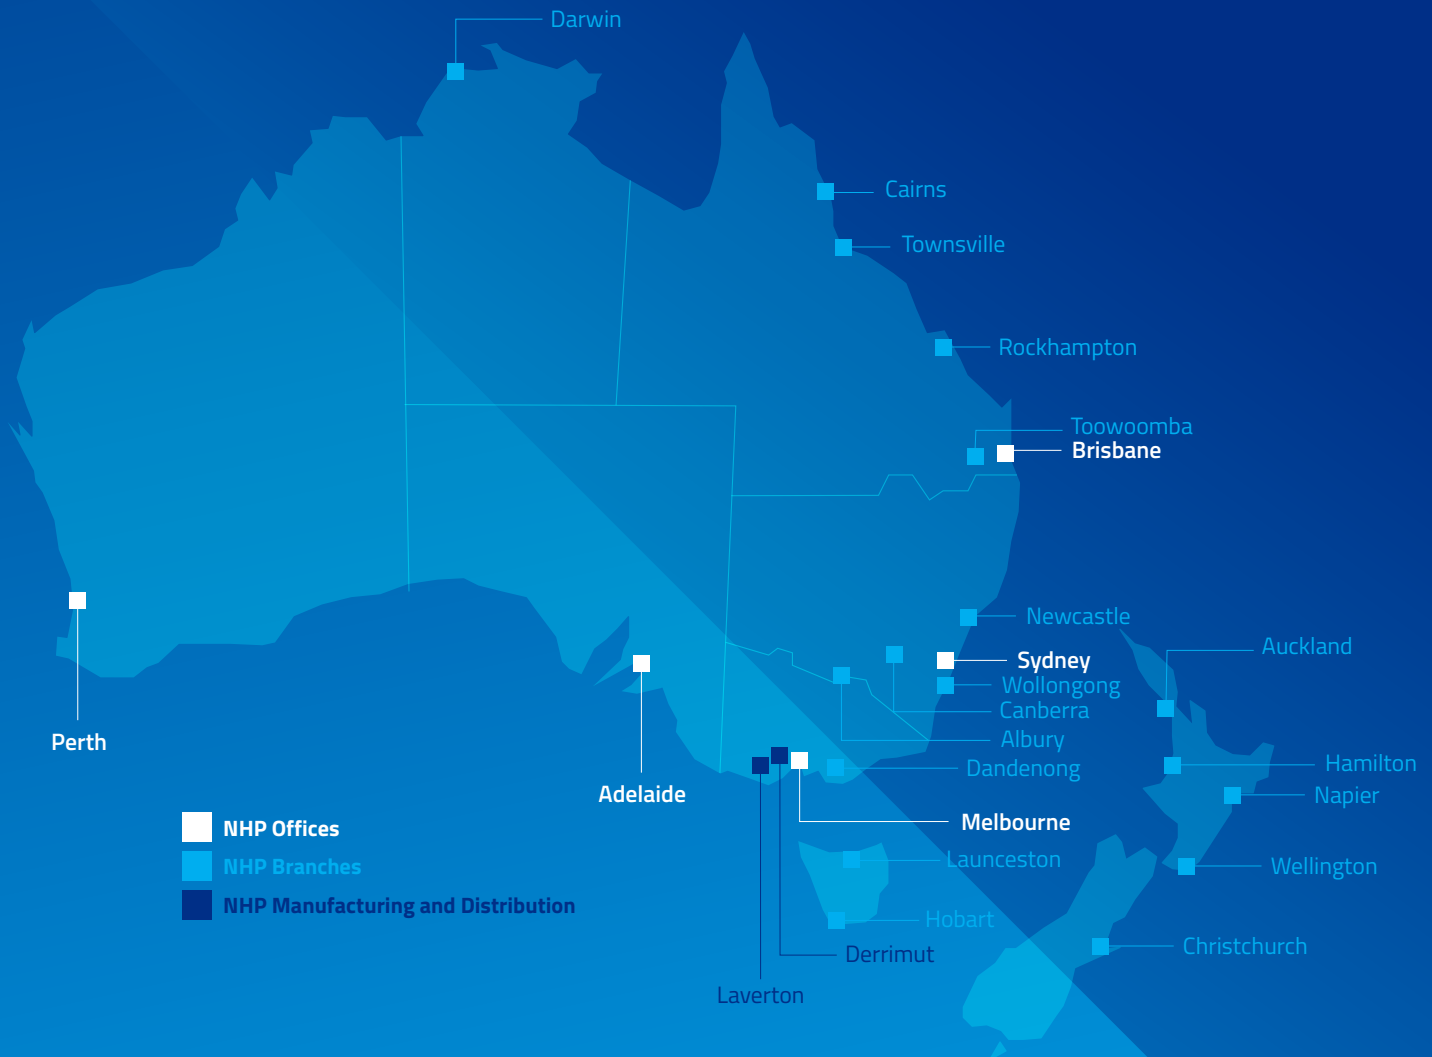 Darwin
Cairns
Townsville
Rockhampton
Toowoomba
Brisbane
Newcastle
Sydney
Auckland
Wollongong
Canberra
Albury
Perth
Dandenong
Hamilton
Adelaide
Napier
Melbourne
NHP Offices
Launceston
NHP Branches
Wellington
NHP Manufacturing and Distribution
Hobart
Christchurch
Derrimut
Laverton